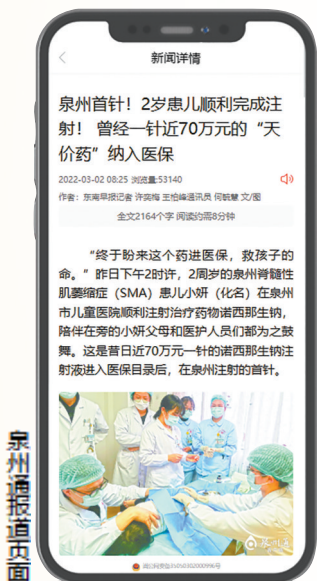 新闻详情
泉州首针！2岁患儿顺利完成注
射！ 曾经一针近70万元的“天
价药”纳入医保
2022-03-02 08:25 浏览量:53140
作者：东南早报记者 许奕梅 王柏峰通讯员 何毓慧 文/图
全文2164个字 阅读约需8分钟
“终于盼来这个药进医保，救孩子的
命。”昨日下午2时许，2周岁的泉州脊髓性
肌萎缩症（SMA）患儿小妍（化名）在泉州
市儿童医院顺利注射治疗药物诺西那生钠，
陪伴在旁的小妍父母和医护人员们都为之鼓
舞。这是昔日近70万元一针的诺西那生钠注
射液进入医保目录后，在泉州注射的首针。
泉州通
泉州通报道页面